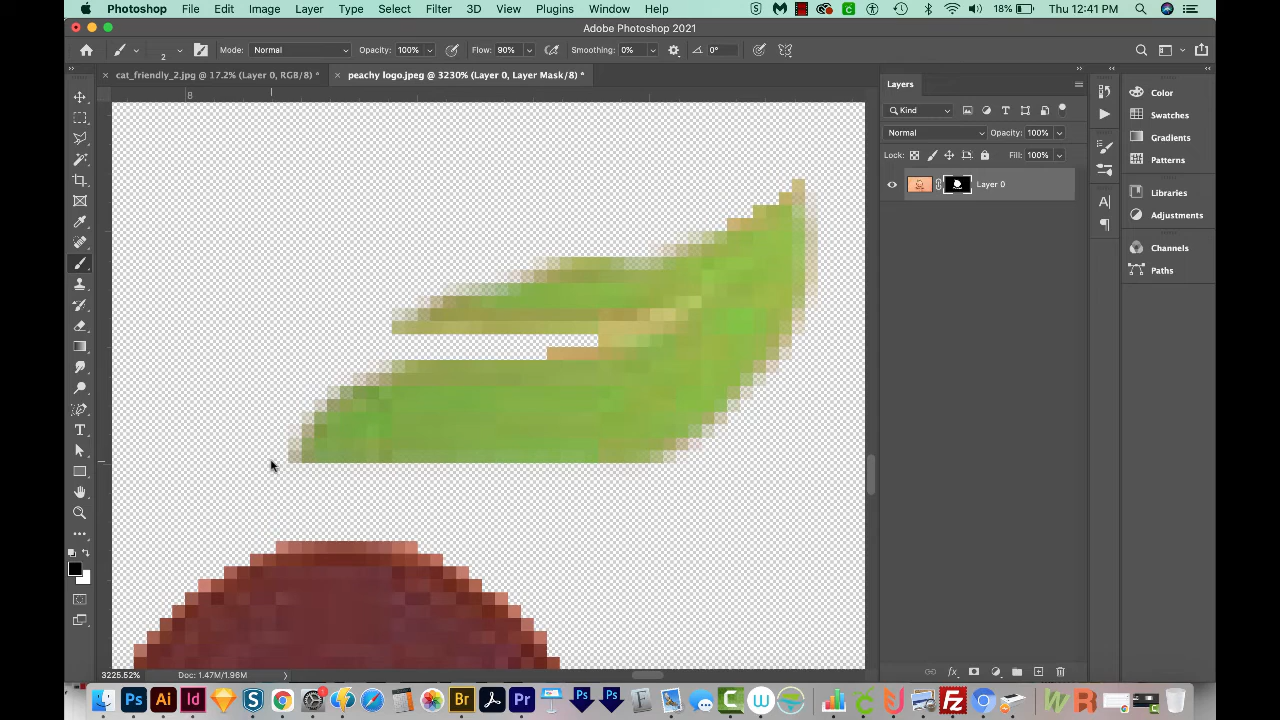 Photoshop File Edit Image Layer Type Select Filter 3D View Plugins Window Help 18% Thu 12:41 PM
Adobe Photoshop 2021
2 Mode: Normal Opacity: 100% Flow: 90% Smoothing: 0% 0°
cat_friendly_2.jpg @ 17.2% (Layer 0, RGB/8) * peachy logo.jpeg @ 3230% (Layer 0, Layer Mask/8) *
8
Layers
Kind
Normal Opacity: 100%
Lock: Fill: 100%
Layer 0
Color
Swatches
Gradients
Patterns
Libraries
Adjustments
Channels
Paths
3225.52% Doc: 1.47M/1.96M